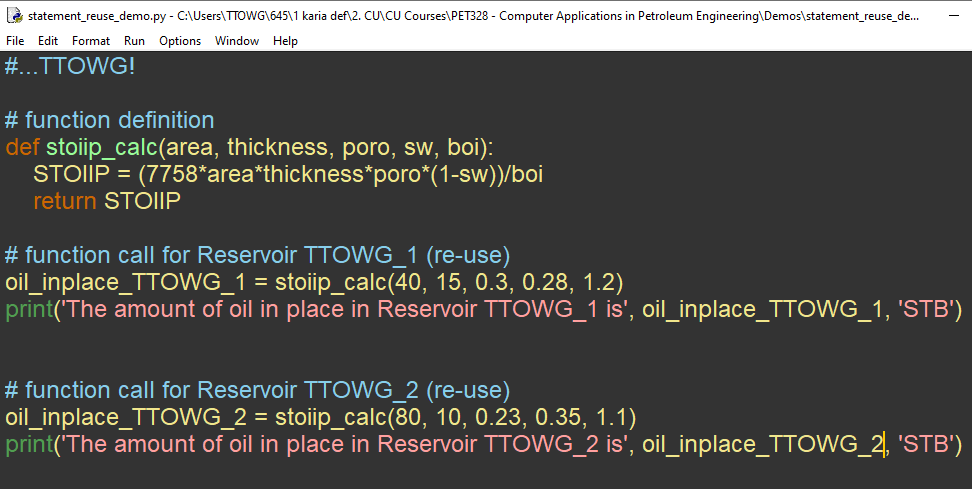 statement_reuse_demo.py - C:\Users\TTOWG\645\1 karia def\2. CU\CU Courses\PET328 - Computer Applications in Petroleum Engineering\Demos\statement_reuse_de...
File Edit Format Run Options Window Help
#...TTOWG!
# function definition
def stoiip_calc(area, thickness, poro, sw, boi):
    STOIIP = (7758*area*thickness*poro*(1-sw))/boi
    return STOIIP
# function call for Reservoir TTOWG_1 (re-use)
oil_inplace_TTOWG_1 = stoiip_calc(40, 15, 0.3, 0.28, 1.2)
print('The amount of oil in place in Reservoir TTOWG_1 is', oil_inplace_TTOWG_1, 'STB')
# function call for Reservoir TTOWG_2 (re-use)
oil_inplace_TTOWG_2 = stoiip_calc(80, 10, 0.23, 0.35, 1.1)
print('The amount of oil in place in Reservoir TTOWG_2 is', oil_inplace_TTOWG_2, 'STB')